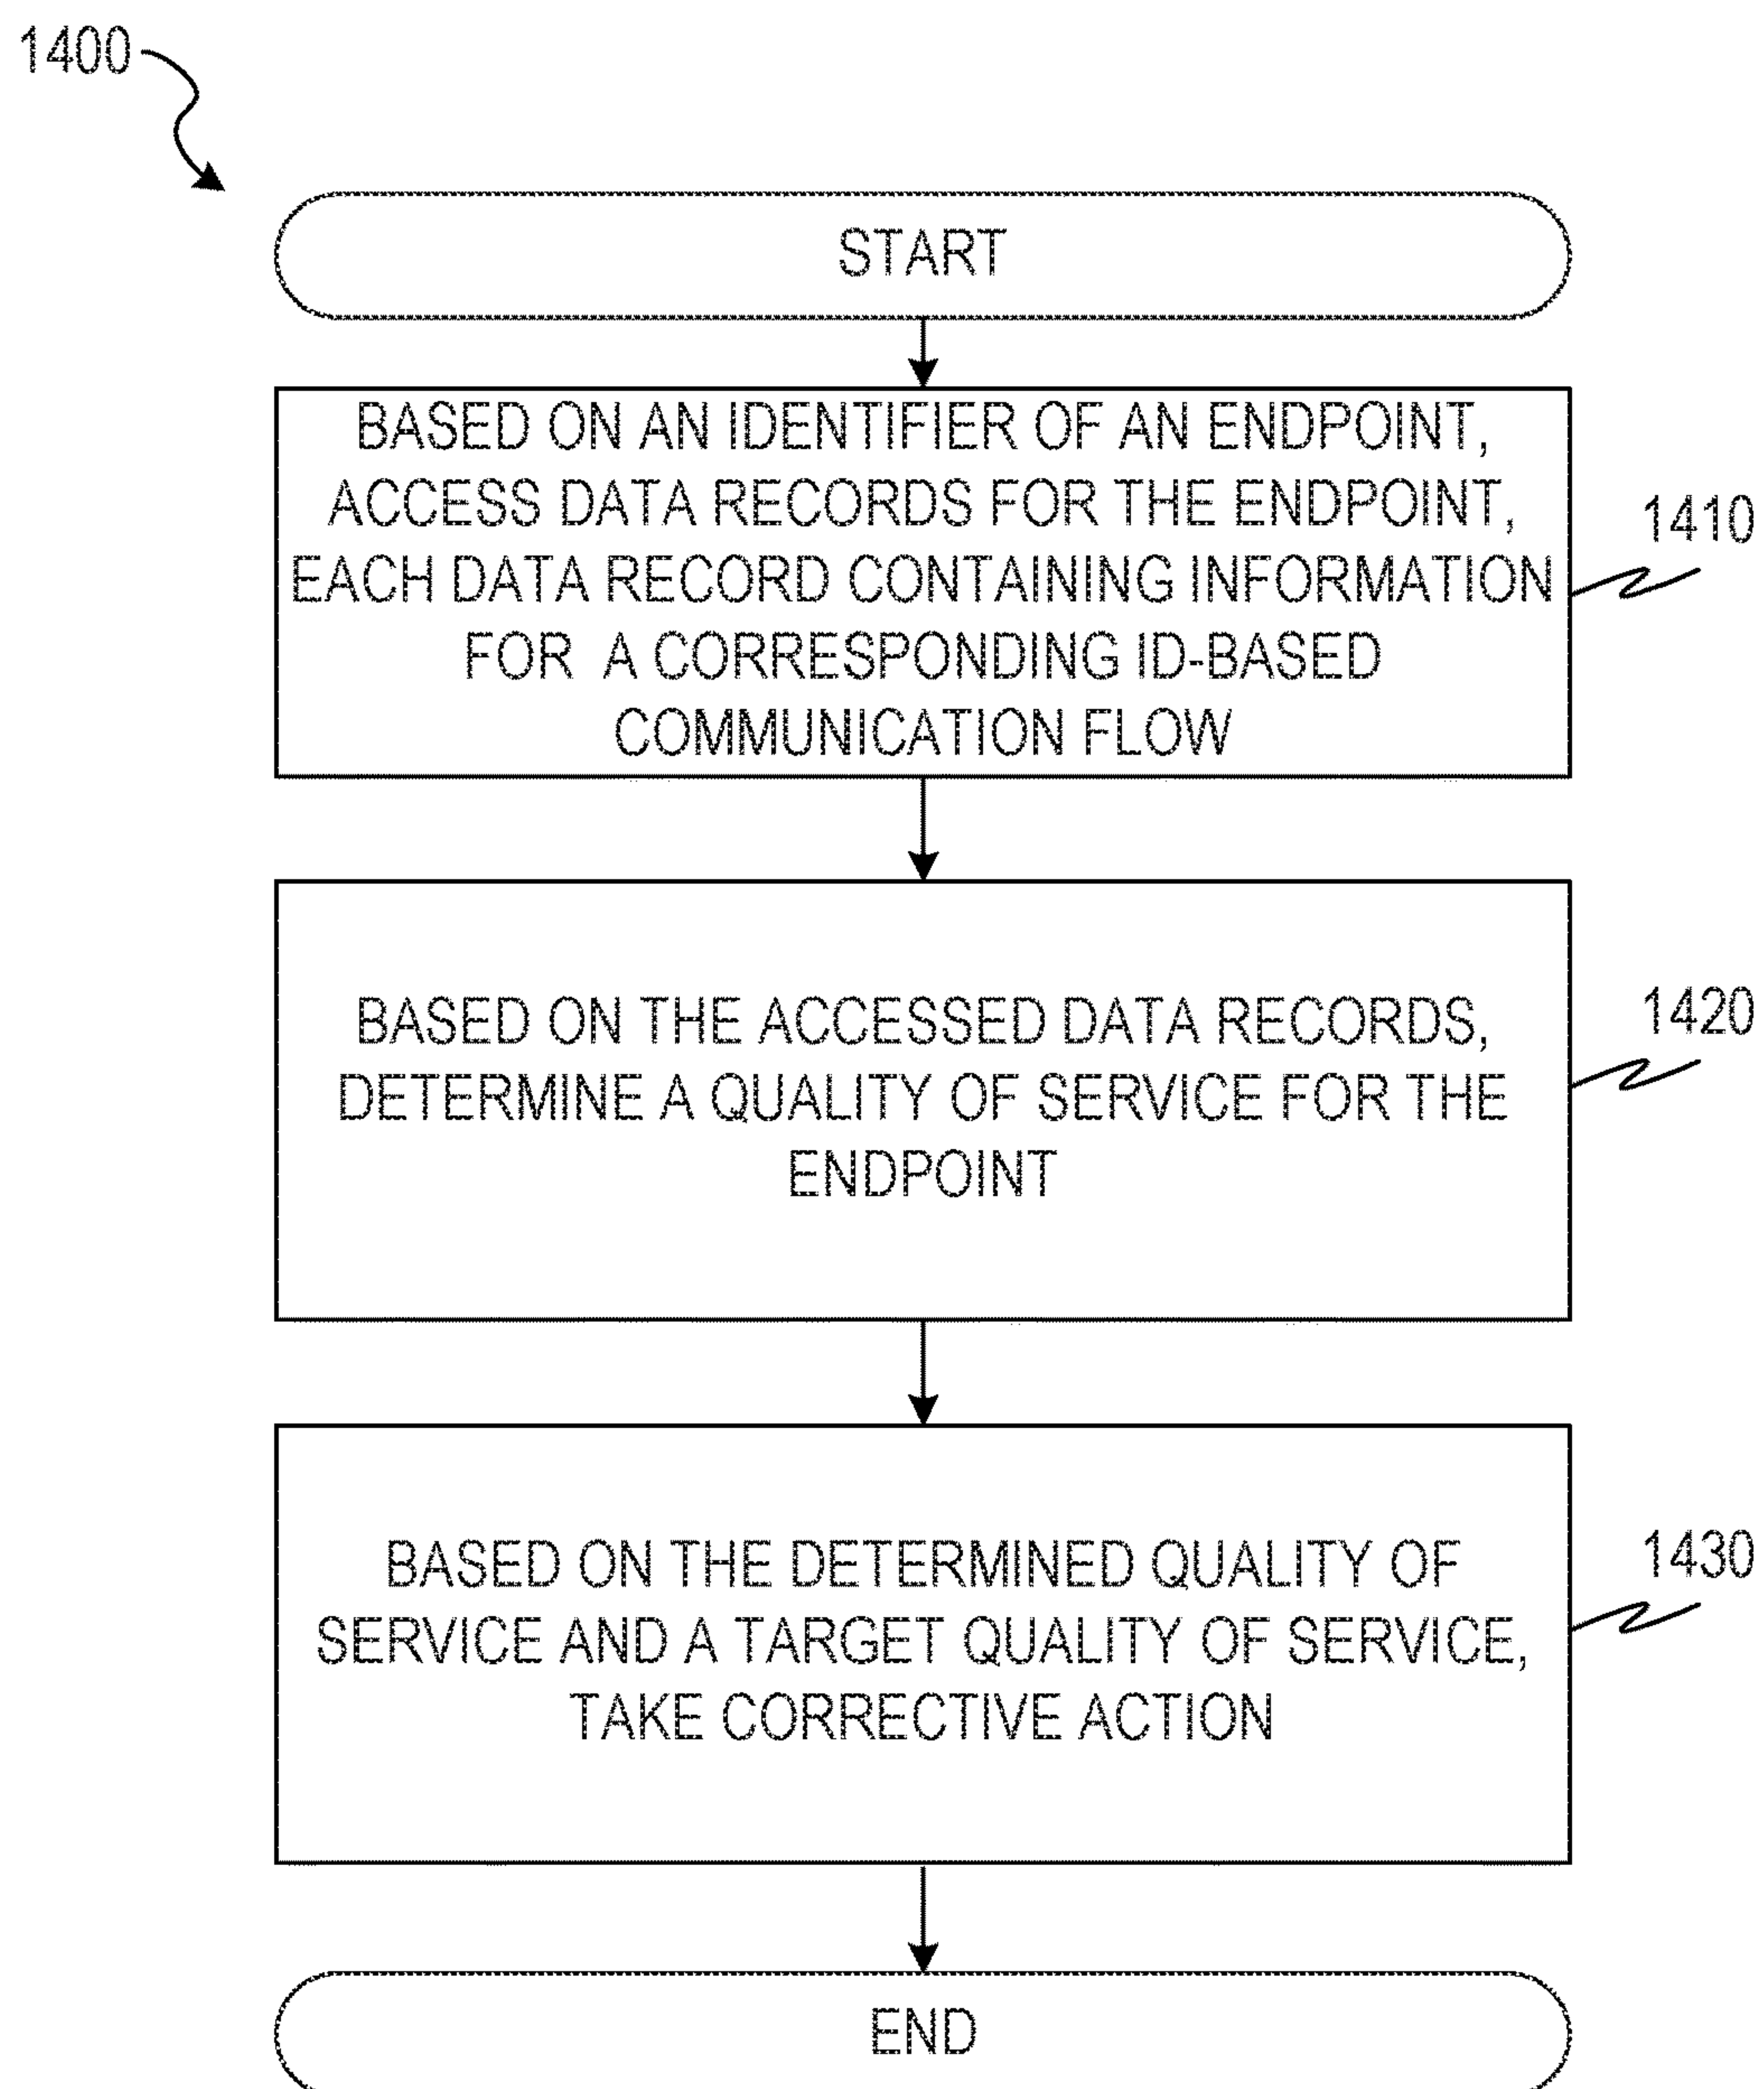 1400
START
BASED ON AN IDENTIFIER OF AN ENDPOINT,
ACCESS DATA RECORDS FOR THE ENDPOINT,
EACH DATA RECORD CONTAINING INFORMATION
FOR A CORRESPONDING ID-BASED
COMMUNICATION FLOW
1410
BASED ON THE ACCESSED DATA RECORDS,
DETERMINE A QUALITY OF SERVICE FOR THE
ENDPOINT
1420
BASED ON THE DETERMINED QUALITY OF
SERVICE AND A TARGET QUALITY OF SERVICE,
TAKE CORRECTIVE ACTION
1430
END